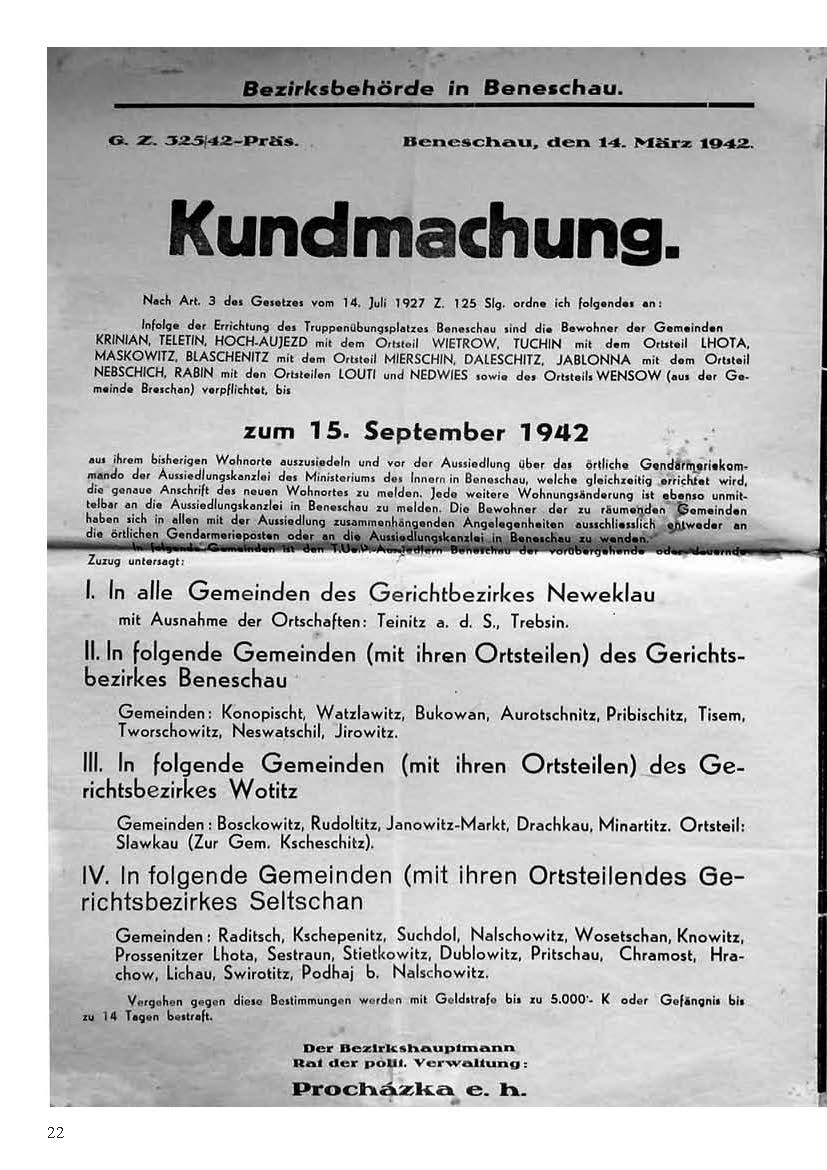 Bezirksbehörde in Beneschau.
G. Z. 325/42-Präs. Beneschau, den 14. März 1942.
Kundmachung.
Nach Art. 3 des Gesetzes vom 14. Juli 1927 Z. 125 Slg. ordne ich folgendes an:
Infolge der Errichtung des Truppenübungsplatzes Beneschau sind die Bewohner der Gemeinden
KRINIAN, TELETIN, HOCH-AUJEZD mit dem Ortsteil WIETROW, TUCHIN mit dem Ortsteil LHOTA,
MASKOWITZ, BLASCHENITZ mit dem Ortsteil MIERSCHIN, DALESCHITZ, JABLONNA mit dem Ortsteil
NEBSCHICH, RABIN mit den Ortsteilen LOUTI und NEDWIES sowie des Ortsteils WENSOW (aus der Ge-
meinde Breschan) verpflichtet, bis
zum 15. September 1942
aus ihrem bisherigen Wohnorte auszusiedeln und vor der Aussiedlung über das örtliche Gendarmeriekom-
mando der Aussiedlungskanzlei des Ministeriums des Innern in Beneschau, welche gleichzeitig errichtet wird,
die genaue Anschrift des neuen Wohnortes zu melden. Jede weitere Wohnungsänderung ist ebenso unmit-
telbar an die Aussiedlungskanzlei in Beneschau zu melden. Die Bewohner der zu räumenden Gemeinden
haben sich in allen mit der Aussiedlung zusammenhängenden Angelegenheiten ausschliesslich entweder an
die örtlichen Gendarmerieposten oder an die Aussiedlungskanzlei in Beneschau zu wenden.
In folgende Gemeinden ist den T.Ue.P.-Aussiedlern Beneschau der vorübergehende oder dauernde
Zuzug untersagt:
I. In alle Gemeinden des Gerichtbezirkes Neweklau
mit Ausnahme der Ortschaften: Teinitz a. d. S., Trebsin.
II. In folgende Gemeinden (mit ihren Ortsteilen) des Gerichts-
bezirkes Beneschau
Gemeinden: Konopischt, Watzlawitz, Bukowan, Aurotschnitz, Pribischitz, Tisem,
Tworschowitz, Neswatschil, Jirowitz.
III. In folgende Gemeinden (mit ihren Ortsteilen) des Ge-
richtsbezirkes Wotitz
Gemeinden: Bosckowitz, Rudoltitz, Janowitz-Markt, Drachkau, Minartitz. Ortsteil:
Slawkau (Zur Gem. Kscheschitz).
IV. In folgende Gemeinden (mit ihren Ortsteilendes Ge-
richtsbezirkes Seltschan
Gemeinden: Raditsch, Kschepenitz, Suchdol, Nalschowitz, Wosetschan, Knowitz,
Prossenitzer Lhota, Sestraun, Stietkowitz, Dublowitz, Pritschau, Chramost, Hra-
chow, Lichau, Swirotitz, Podhaj b. Nalschowitz.
Vergehen gegen diese Bestimmungen werden mit Geldstrafe bis zu 5.000'- K oder Gefängnis bis
zu 14 Tagen bestraft.
Der Bezirkshauptmann
Rat der polit. Verwaltung:
Procházka e. h.
22